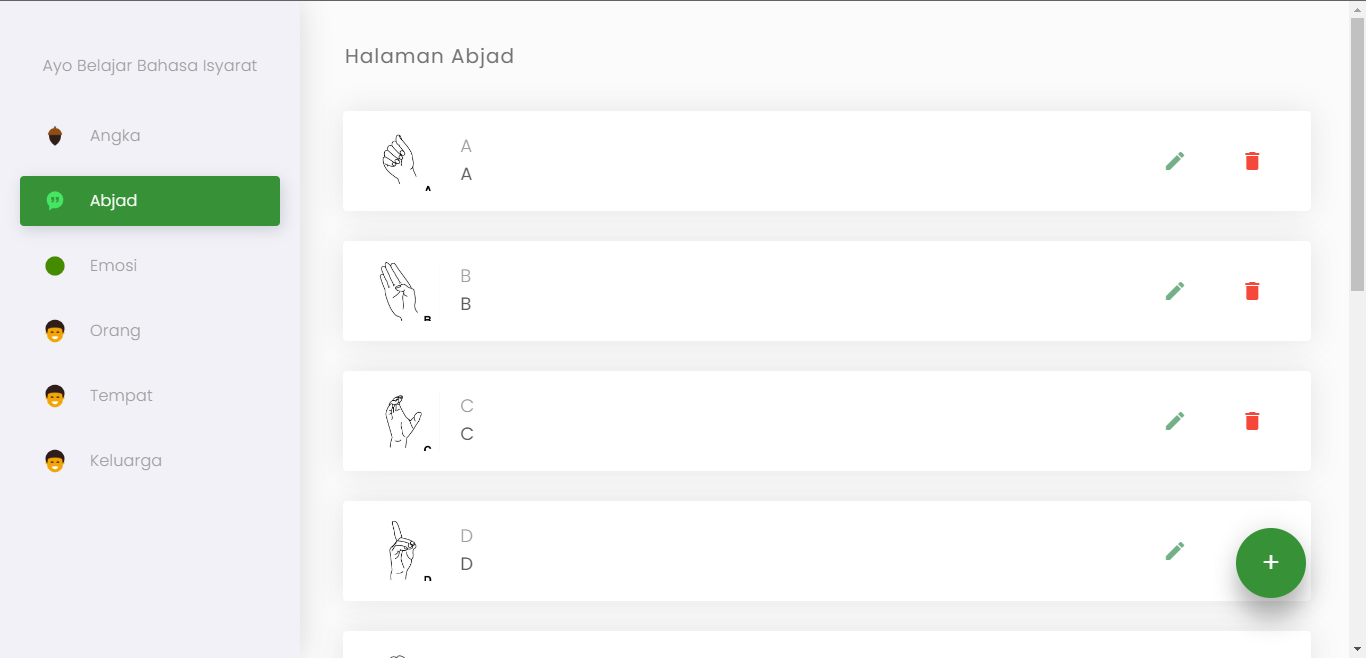 Ayo Belajar Bahasa Isyarat
Angka
Abjad
Emosi
Orang
Tempat
Keluarga
Halaman Abjad
A
A
A
B
B
B
C
C
C
D
D
D
+